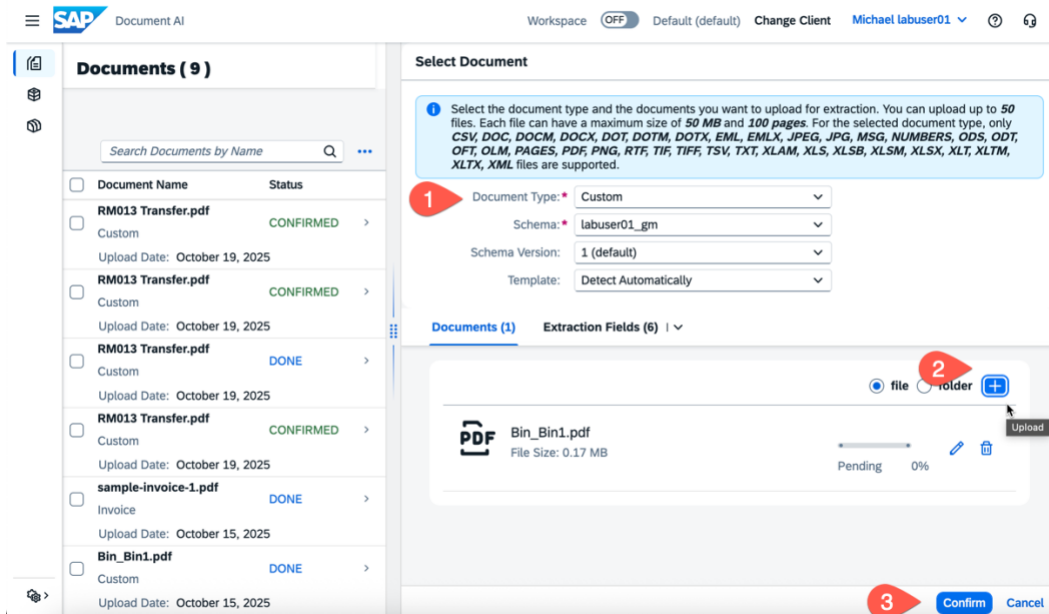 SAP Document AI
Workspace OFF Default (default) Change Client Michael labuser01
Documents ( 9 )
Search Documents by Name
Document Name Status
RM013 Transfer.pdf
Custom
CONFIRMED
Upload Date: October 19, 2025
RM013 Transfer.pdf
Custom
CONFIRMED
Upload Date: October 19, 2025
RM013 Transfer.pdf
Custom
DONE
Upload Date: October 19, 2025
RM013 Transfer.pdf
Custom
CONFIRMED
Upload Date: October 19, 2025
sample-invoice-1.pdf
Invoice
DONE
Upload Date: October 15, 2025
Bin_Bin1.pdf
Custom
DONE
Upload Date: October 15, 2025
Select Document
Select the document type and the documents you want to upload for extraction. You can upload up to 50
files. Each file can have a maximum size of 50 MB and 100 pages. For the selected document type, only
CSV, DOC, DOCM, DOCX, DOT, DOTM, DOTX, EML, EMLX, JPEG, JPG, MSG, NUMBERS, ODS, ODT,
OFT, OLM, PAGES, PDF, PNG, RTF, TIF, TIFF, TSV, TXT, XLAM, XLS, XLSB, XLSM, XLSX, XLT, XLTM,
XLTX, XML files are supported.
1
Document Type:* Custom
Schema:* labuser01_gm
Schema Version: 1 (default)
Template: Detect Automatically
Documents (1) Extraction Fields (6)
2
file folder
Upload
PDF
Bin_Bin1.pdf
File Size: 0.17 MB
Pending 0%
3
Confirm Cancel